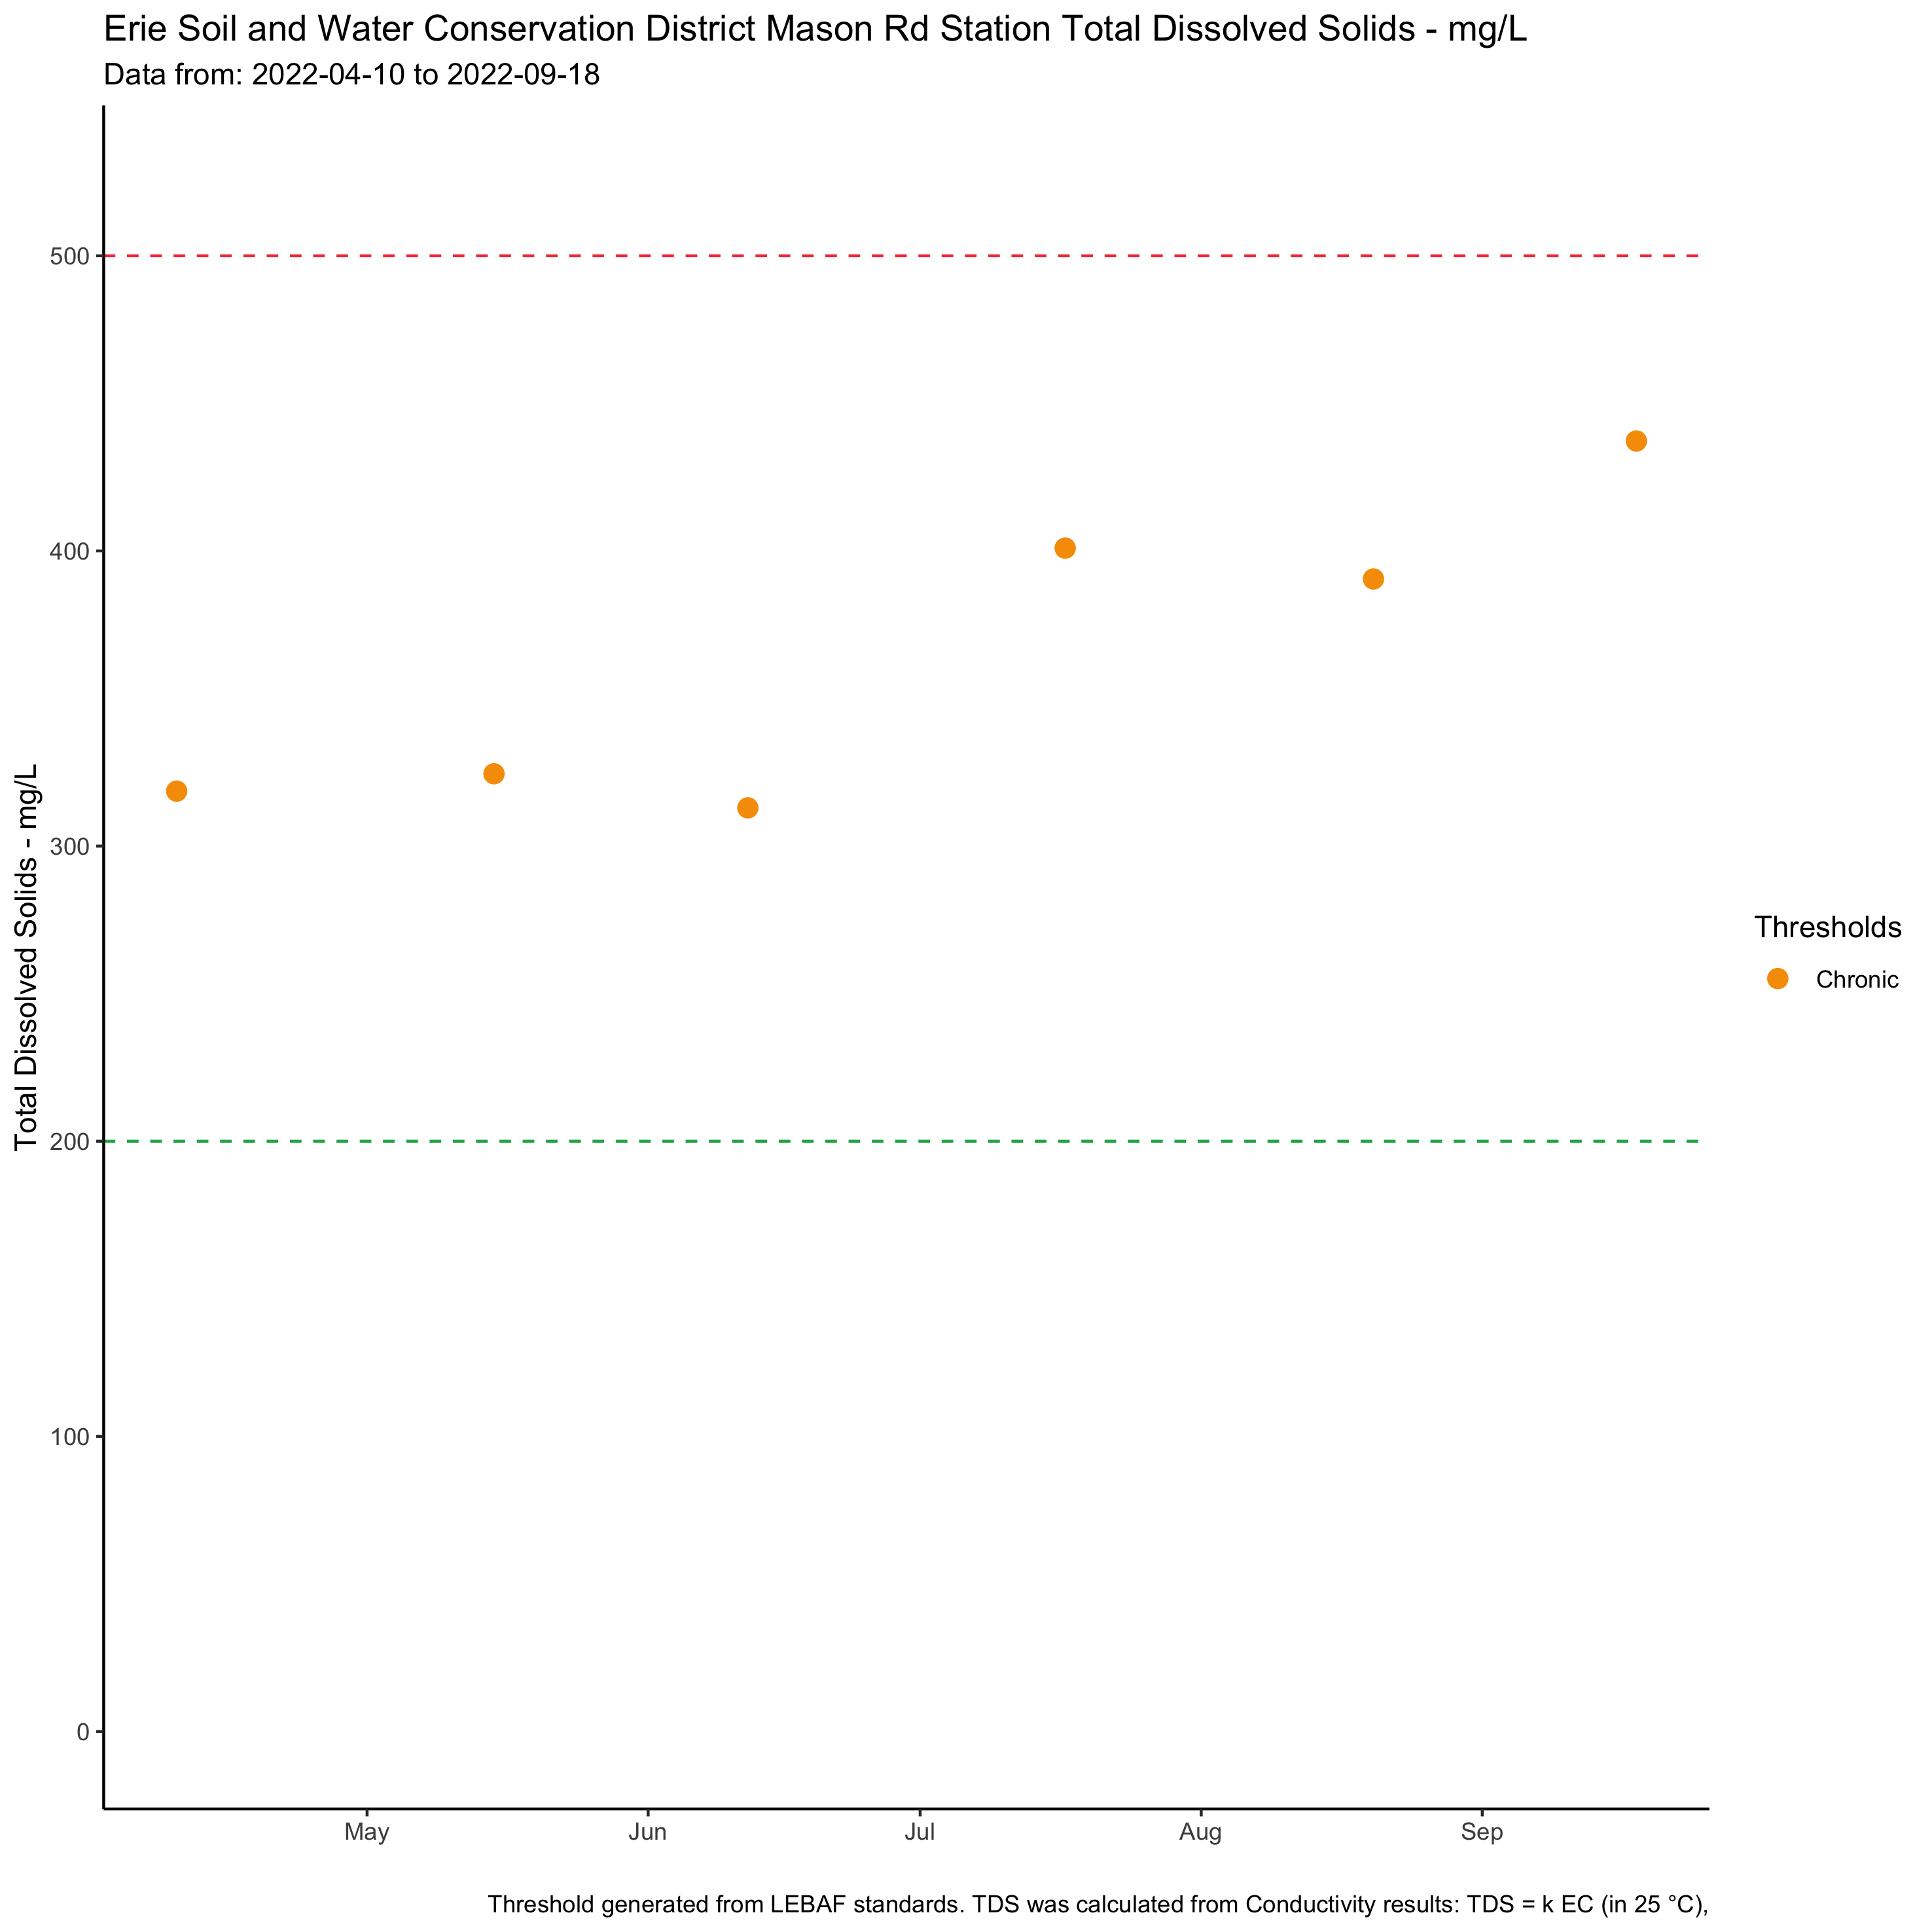 Erie Soil and Water Conservation District Mason Rd Station Total Dissolved Solids - mg/L
Data from: 2022-04-10 to 2022-09-18
Total Dissolved Solids - mg/L
500
400
300
200
100
0
May
Jun
Jul
Aug
Sep
Thresholds
Chronic
Threshold generated from LEBAF standards. TDS was calculated from Conductivity results: TDS = k EC (in 25 °C),